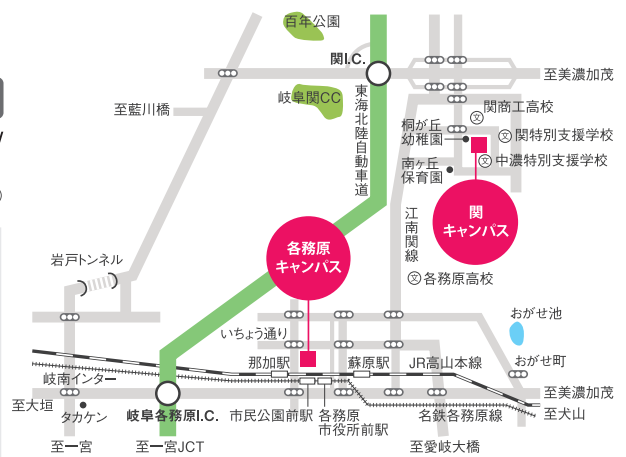 百年公園
関I.C.
至美濃加茂
岐阜関CC
至藍川橋
東海北陸自動車道
関商工高校
桐が丘
幼稚園
関特別支援学校
中濃特別支援学校
南ヶ丘
保育園
関
キャンパス
江南関線
各務原
キャンパス
岩戸トンネル
各務原高校
おがせ池
いちょう通り
那加駅
蘇原駅
JR高山本線
おがせ町
岐南インター
至美濃加茂
至大垣
タカケン
岐阜各務原I.C.
市民公園前駅
各務原
市役所前駅
名鉄各務原線
至犬山
至一宮
至一宮JCT
至愛岐大橋
文
文
文
文